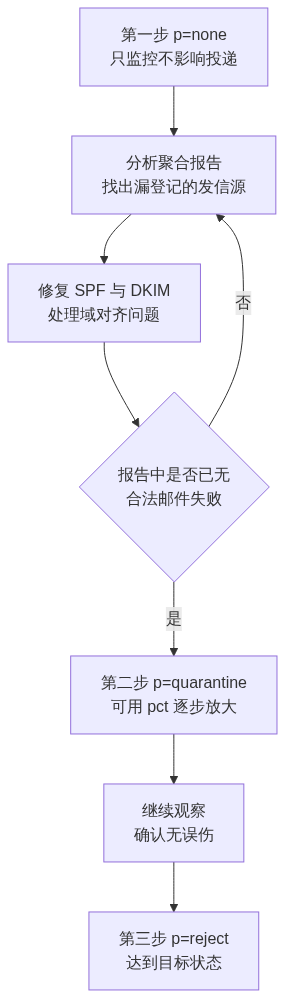 第一步 p=none
只监控不影响投递
分析聚合报告
找出漏登记的发信源
修复 SPF 与 DKIM
处理域对齐问题
否
报告中是否已无
合法邮件失败
是
第二步 p=quarantine
可用 pct 逐步放大
继续观察
确认无误伤
第三步 p=reject
达到目标状态